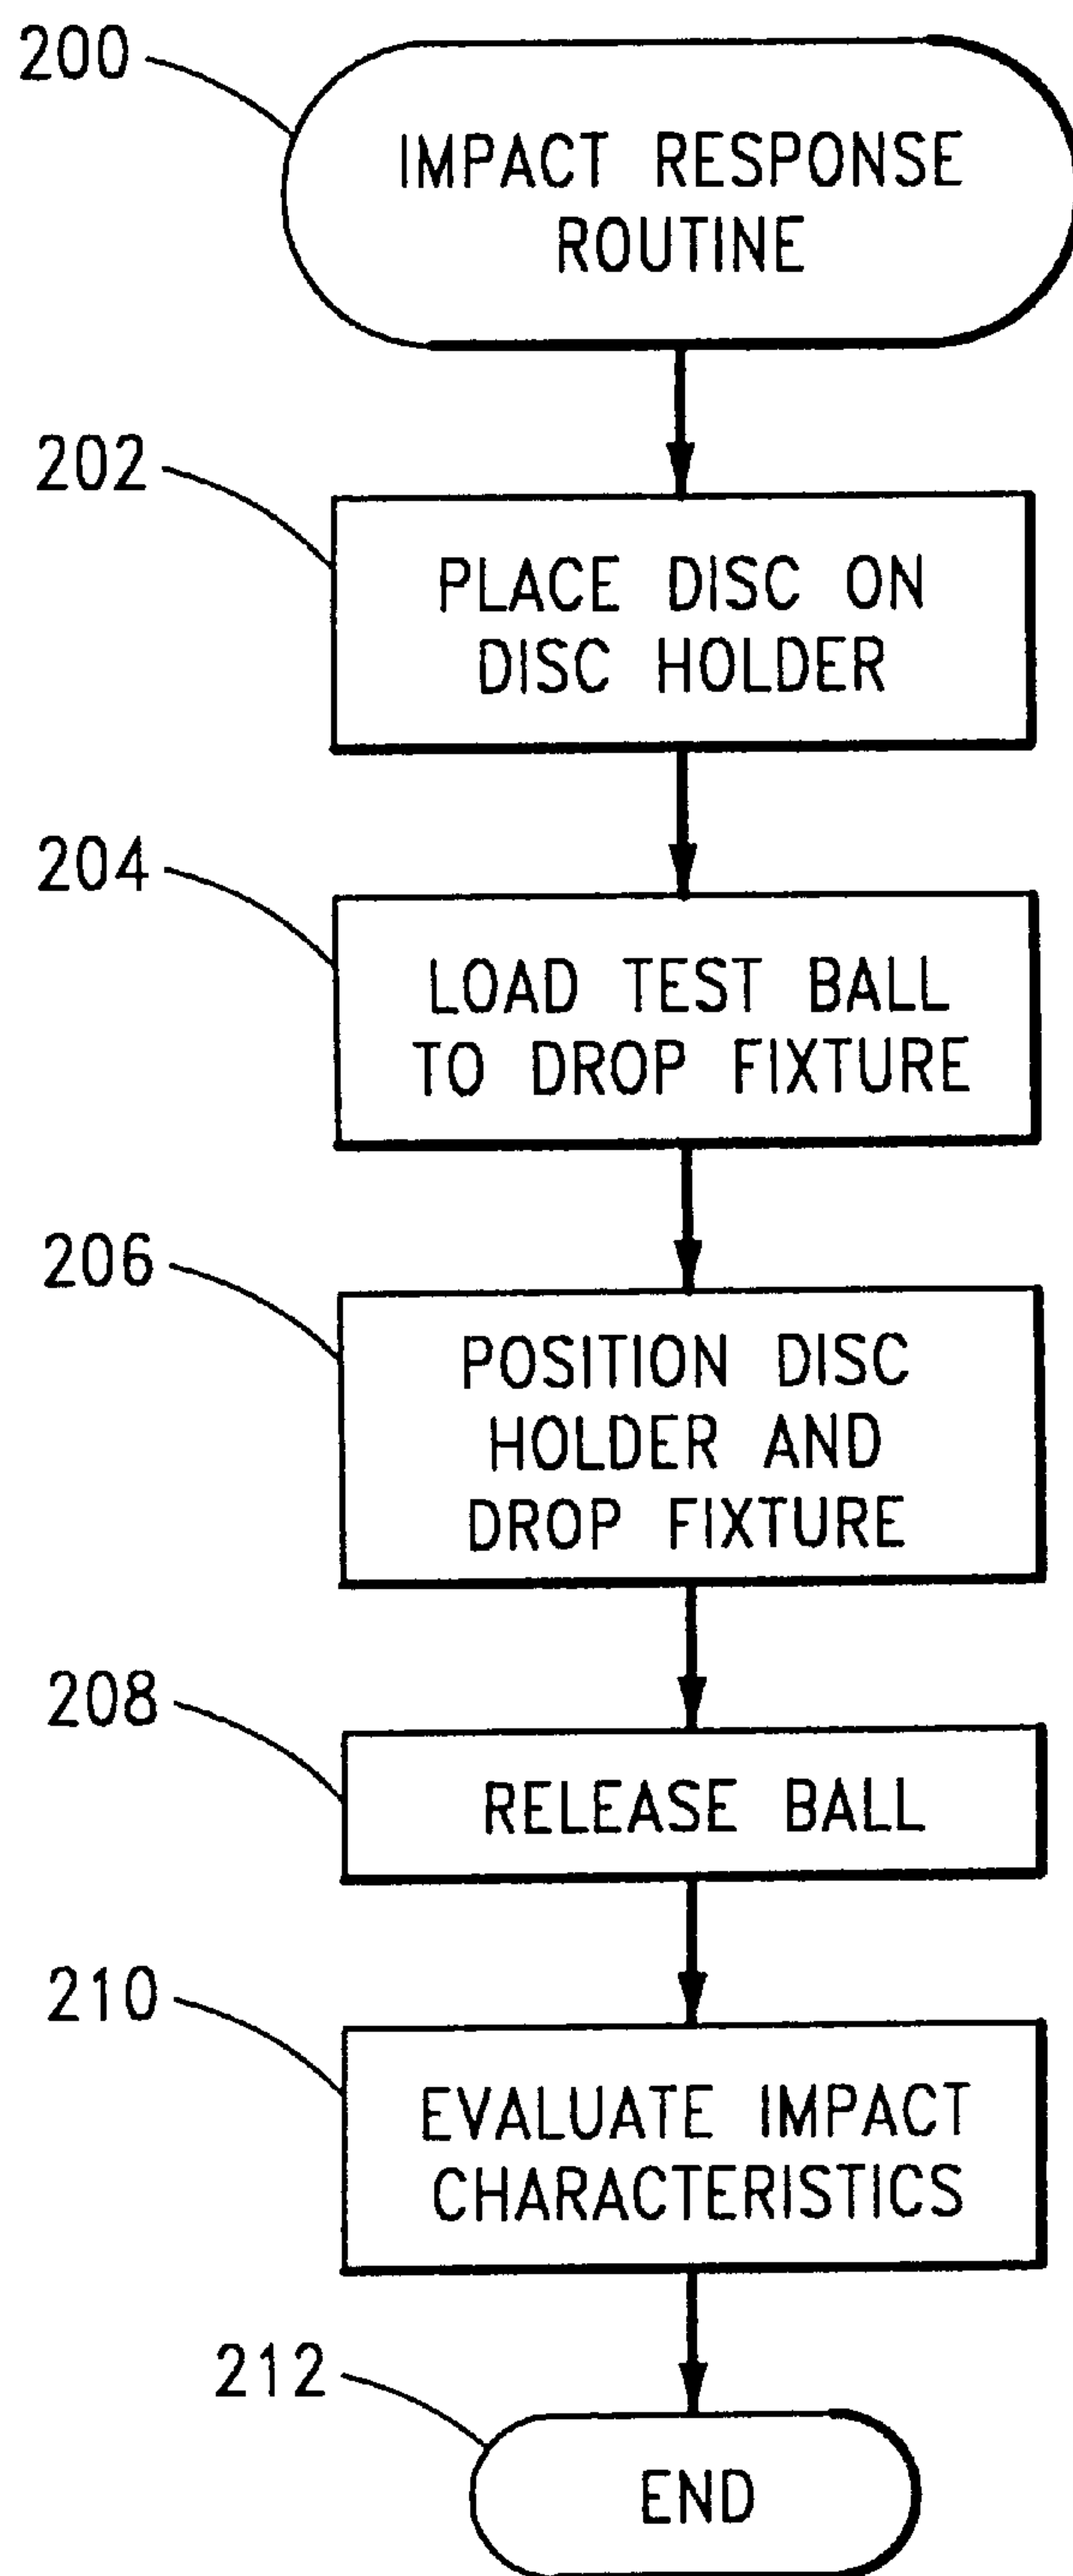 200
IMPACT RESPONSE
ROUTINE
202
PLACE DISC ON
DISC HOLDER
204
LOAD TEST BALL
TO DROP FIXTURE
206
POSITION DISC
HOLDER AND
DROP FIXTURE
208
RELEASE BALL
210
EVALUATE IMPACT
CHARACTERISTICS
212
END